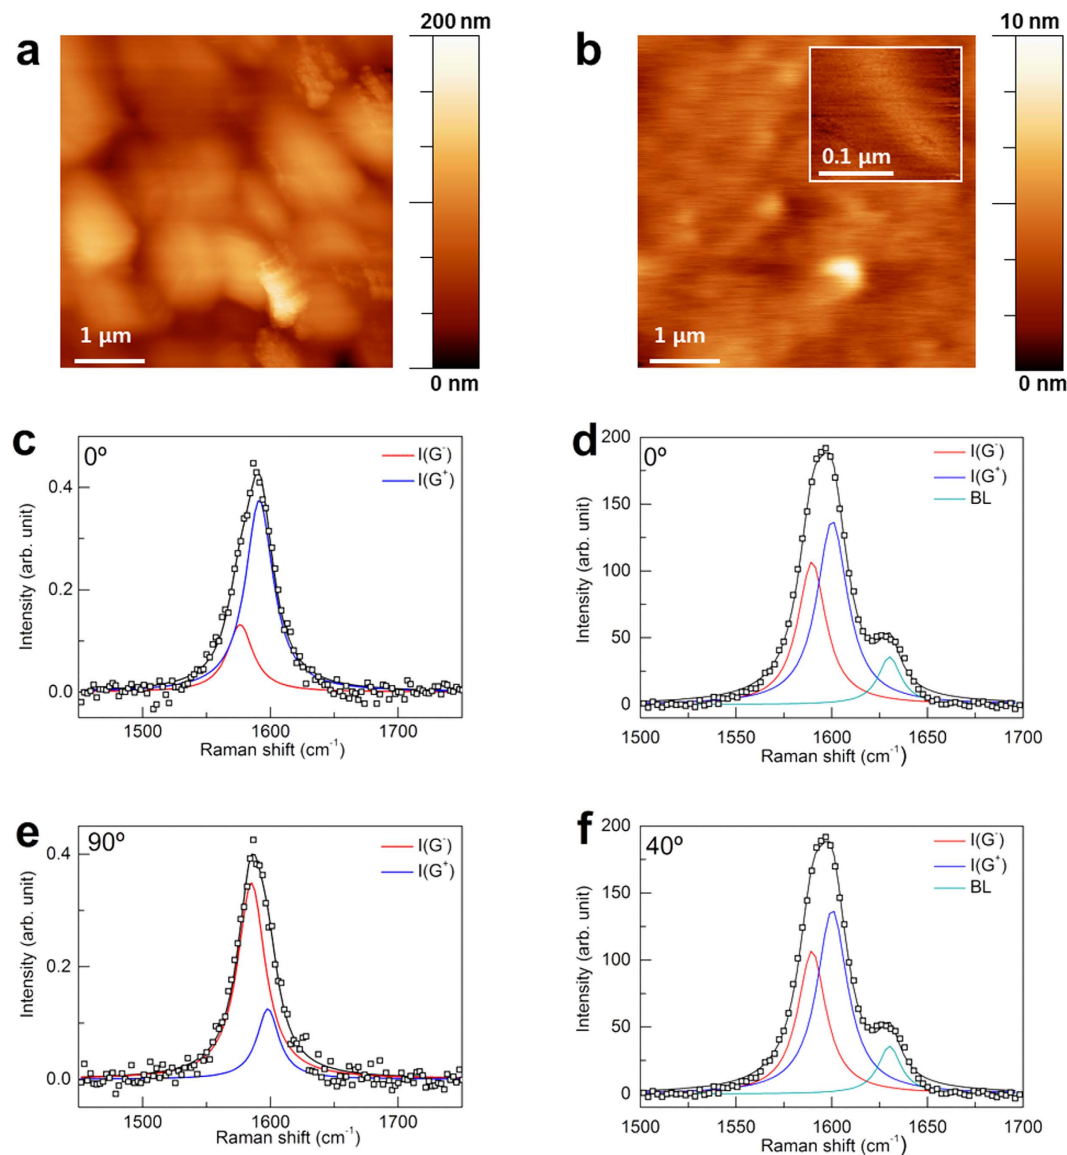 a
200 nm
1 µm
0 nm
b
10 nm
0.1 µm
1 µm
0 nm
c
0º
I(G⁻)
I(G⁺)
0.4
0.2
0.0
Intensity (arb. unit)
1500 1600 1700
Raman shift (cm⁻¹)
d
0º
I(G⁻)
I(G⁺)
BL
200
150
100
50
0
Intensity (arb. unit)
1500 1550 1600 1650 1700
Raman shift (cm⁻¹)
e
90º
I(G⁻)
I(G⁺)
0.4
0.2
0.0
Intensity (arb. unit)
1500 1600 1700
Raman shift (cm⁻¹)
f
40º
I(G⁻)
I(G⁺)
BL
200
150
100
50
0
Intensity (arb. unit)
1500 1550 1600 1650 1700
Raman shift (cm⁻¹)